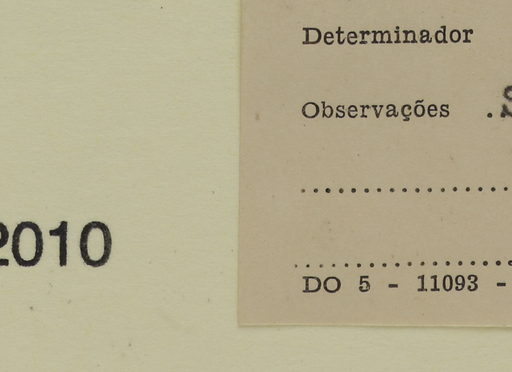 Determinador
Observações .S
2010
DO 5 - 11093 -